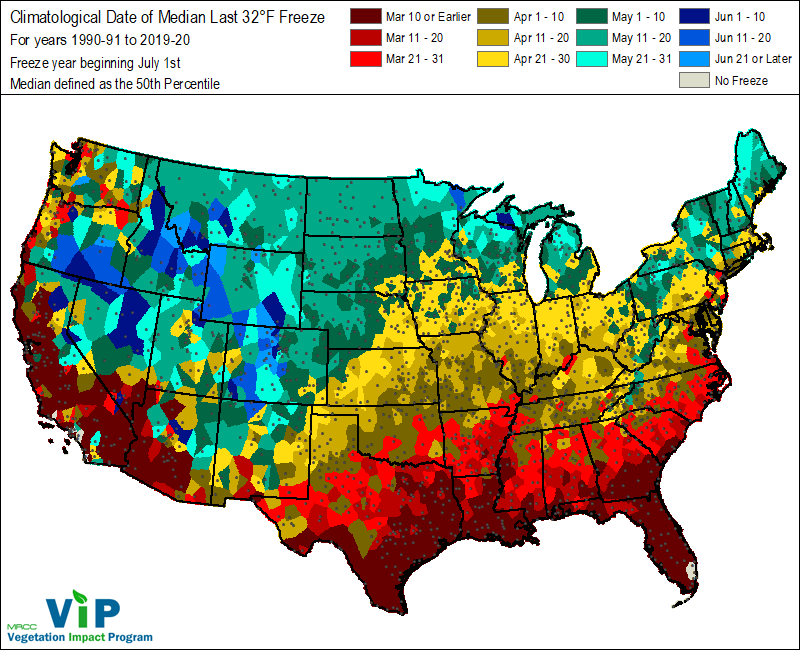 Climatological Date of Median Last 32°F Freeze
For years 1990-91 to 2019-20
Freeze year beginning July 1st
Median defined as the 50th Percentile
Mar 10 or Earlier
Mar 11 - 20
Mar 21 - 31
Apr 1 - 10
Apr 11 - 20
Apr 21 - 30
May 1 - 10
May 11 - 20
May 21 - 31
Jun 1 - 10
Jun 11 - 20
Jun 21 or Later
No Freeze
MRCC ViP
Vegetation Impact Program